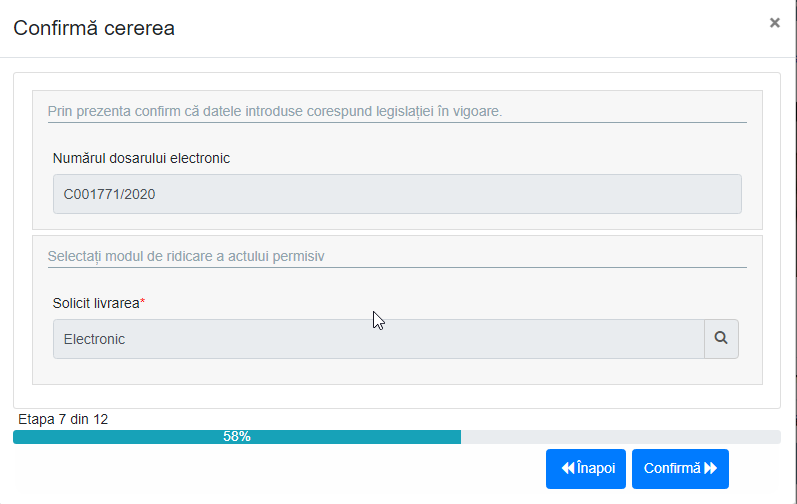 Confirmă cererea
×
Prin prezenta confirm că datele introduse corespund legislației în vigoare.
Numărul dosarului electronic
C001771/2020
Selectați modul de ridicare a actului permisiv
Solicit livrarea*
Electronic
Etapa 7 din 12
58%
Înapoi
Confirmă